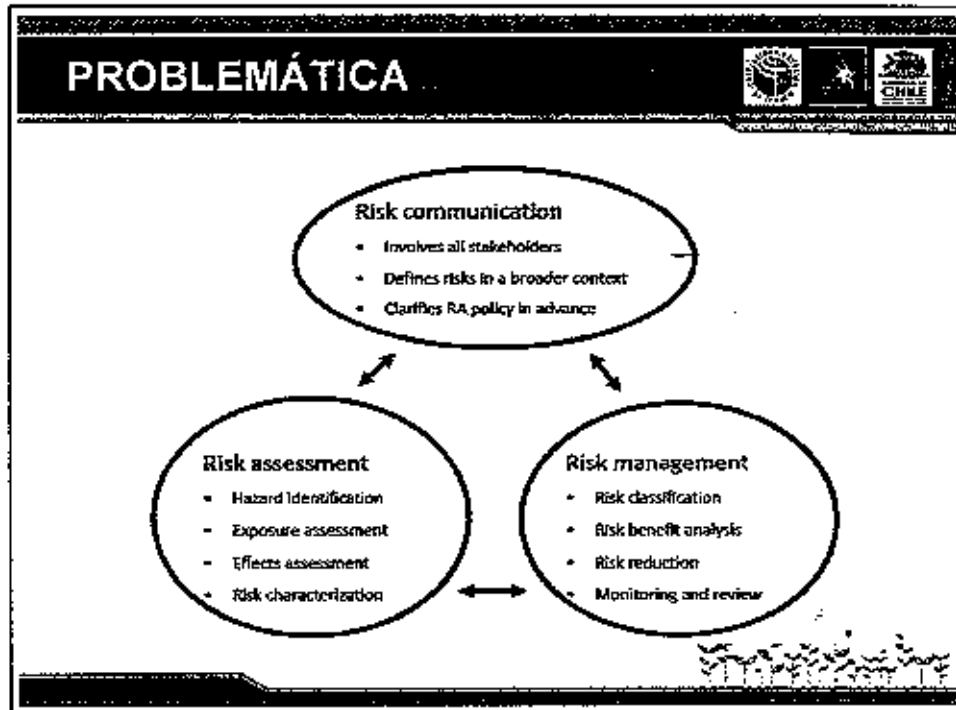 PROBLEMÁTICA
CHILE
Risk communication
• Involves all stakeholders
• Defines risks in a broader context
• Clarifies RA policy in advance
Risk assessment
• Hazard identification
• Exposure assessment
• Effects assessment
• Risk characterization
Risk management
• Risk classification
• Risk benefit analysis
• Risk reduction
• Monitoring and review